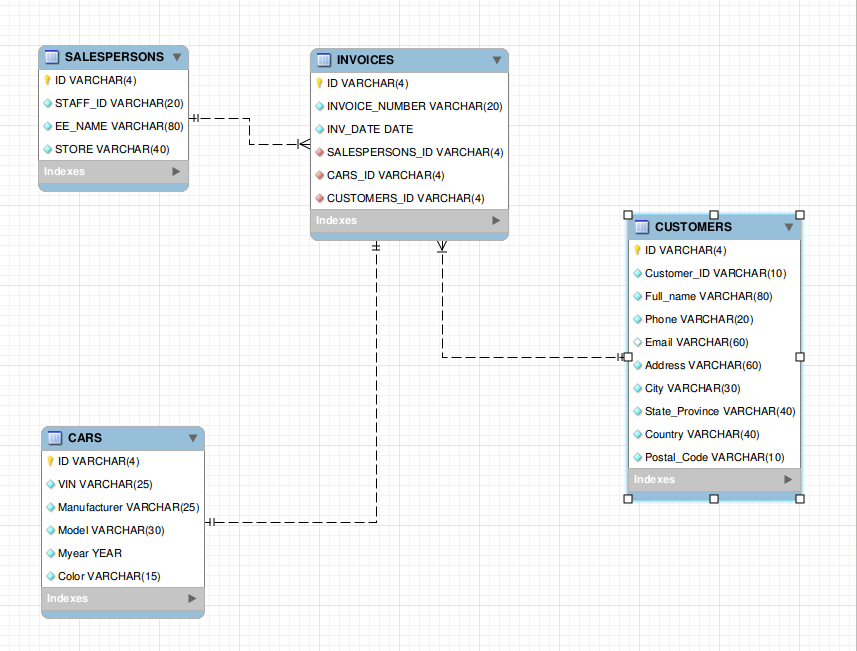 SALESPERSONS
ID VARCHAR(4)
STAFF_ID VARCHAR(20)
EE_NAME VARCHAR(80)
STORE VARCHAR(40)
Indexes
INVOICES
ID VARCHAR(4)
INVOICE_NUMBER VARCHAR(20)
INV_DATE DATE
SALESPERSONS_ID VARCHAR(4)
CARS_ID VARCHAR(4)
CUSTOMERS_ID VARCHAR(4)
Indexes
CUSTOMERS
ID VARCHAR(4)
Customer_ID VARCHAR(10)
Full_name VARCHAR(80)
Phone VARCHAR(20)
Email VARCHAR(60)
Address VARCHAR(60)
City VARCHAR(30)
State_Province VARCHAR(40)
Country VARCHAR(40)
Postal_Code VARCHAR(10)
Indexes
CARS
ID VARCHAR(4)
VIN VARCHAR(25)
Manufacturer VARCHAR(25)
Model VARCHAR(30)
Myear YEAR
Color VARCHAR(15)
Indexes